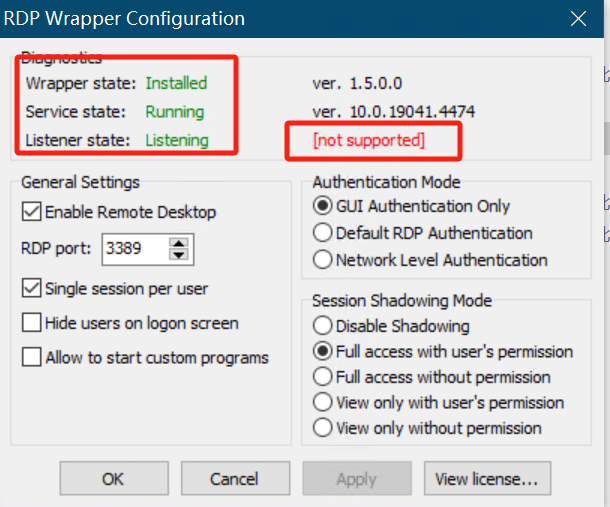 RDP Wrapper Configuration
Diagnostics
Wrapper state: Installed ver. 1.5.0.0
Service state: Running ver. 10.0.19041.4474
Listener state: Listening [not supported]
General Settings
Enable Remote Desktop
RDP port: 3389
Single session per user
Hide users on logon screen
Allow to start custom programs
Authentication Mode
GUI Authentication Only
Default RDP Authentication
Network Level Authentication
Session Shadowing Mode
Disable Shadowing
Full access with user's permission
Full access without permission
View only with user's permission
View only without permission
OK Cancel Apply View license...